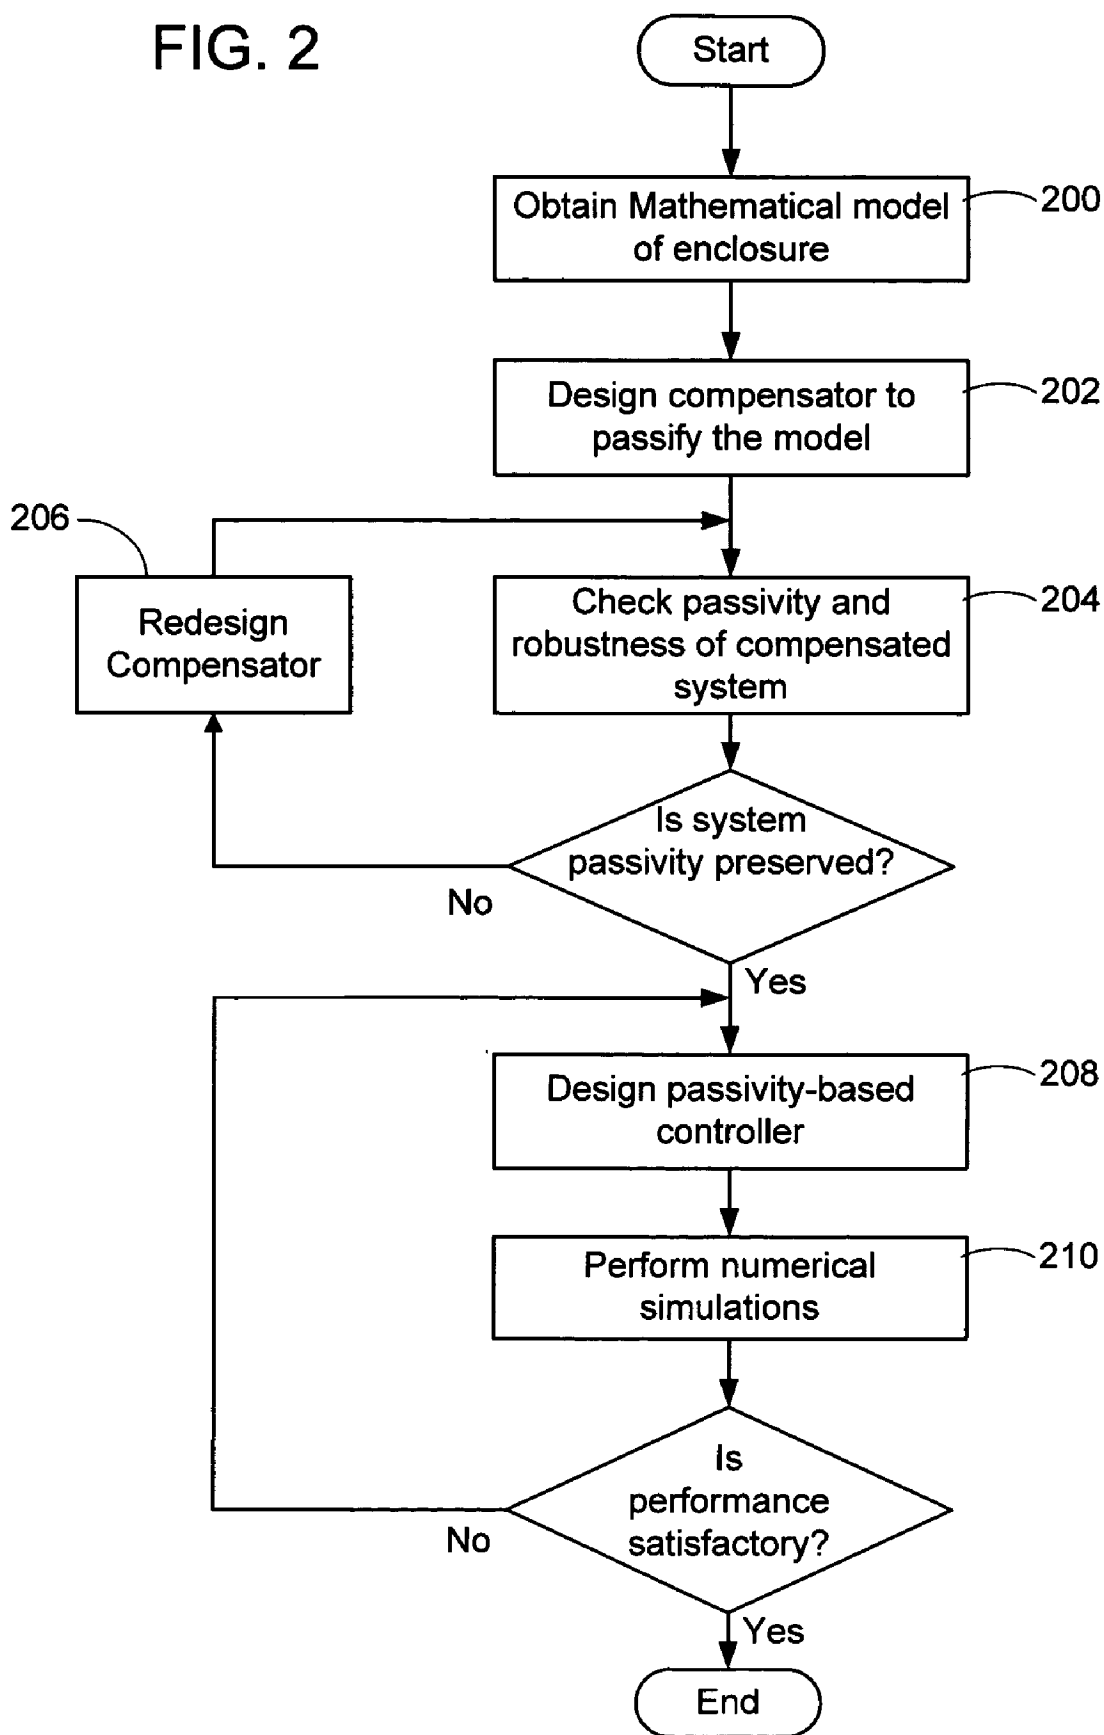 FIG. 2
Start
Obtain Mathematical model
of enclosure
200
Design compensator to
passify the model
202
206
Redesign
Compensator
Check passivity and
robustness of compensated
system
204
Is system
passivity preserved?
No
Yes
Design passivity-based
controller
208
Perform numerical
simulations
210
Is
performance
satisfactory?
No
Yes
End